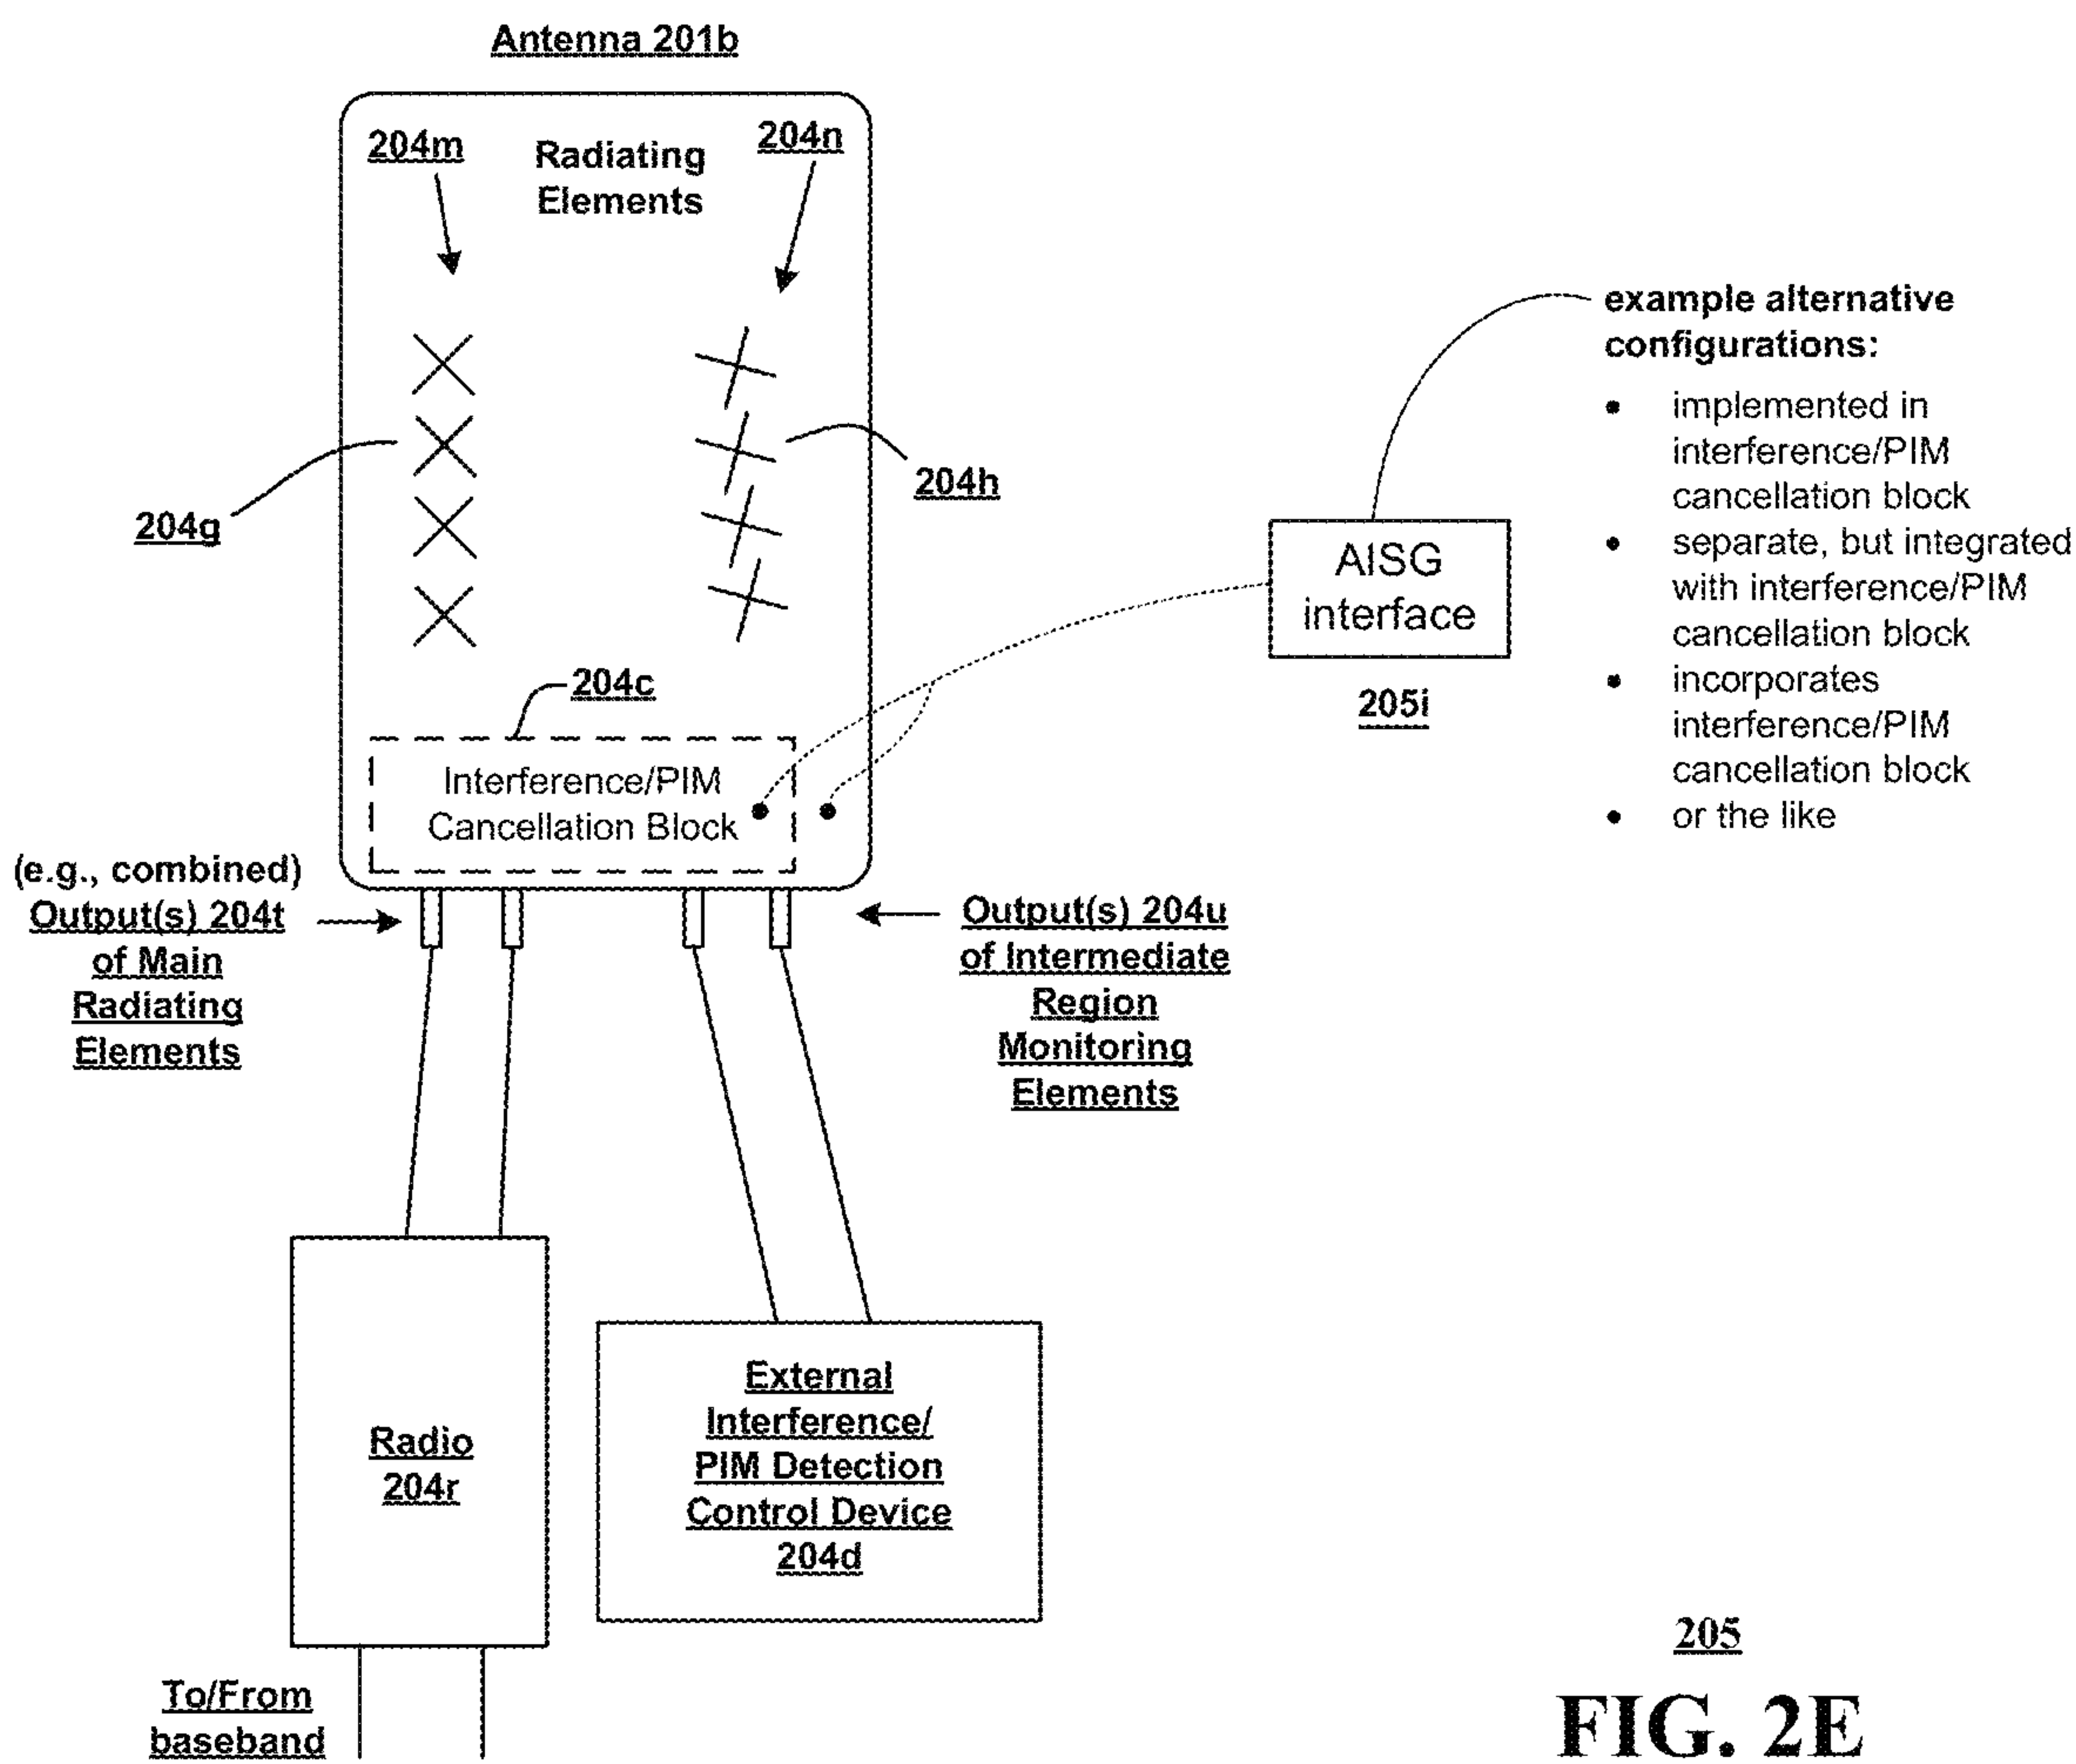 Antenna 201b
204m
Radiating
Elements
204n
204g
204h
204c
Interference/PIM
Cancellation Block
AISG
interface
205i
example alternative
configurations:
• implemented in
interference/PIM
cancellation block
• separate, but integrated
with interference/PIM
cancellation block
• incorporates
interference/PIM
cancellation block
• or the like
(e.g., combined)
Output(s) 204t
of Main
Radiating
Elements
Output(s) 204u
of Intermediate
Region
Monitoring
Elements
Radio
204r
External
Interference/
PIM Detection
Control Device
204d
To/From
baseband
205
FIG. 2E